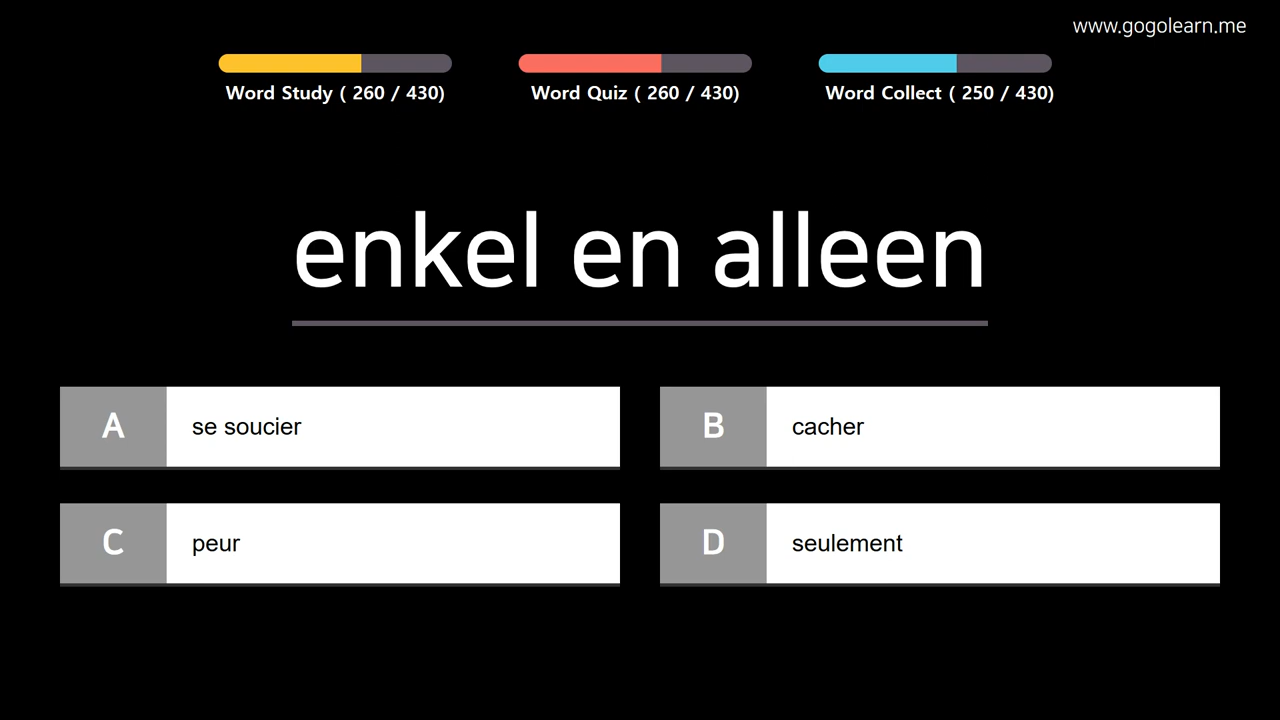 www.gogolearn.me
Word Study ( 260 / 430)
Word Quiz ( 260 / 430)
Word Collect ( 250 / 430)
enkel en alleen
A
se soucier
B
cacher
C
peur
D
seulement